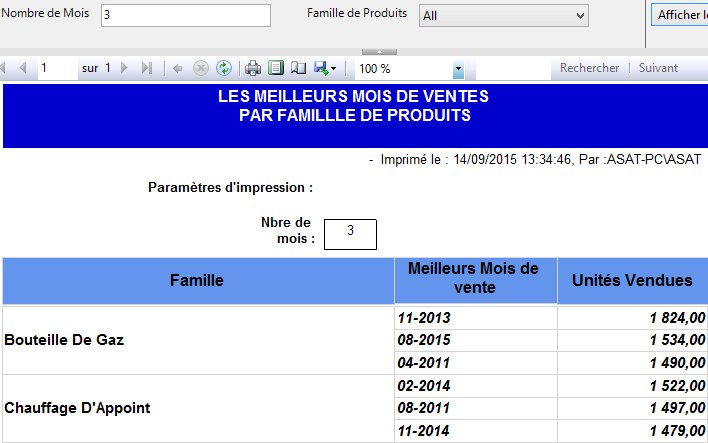 Nombre de Mois 3 Famille de Produits All Afficher le
1 sur 1 100 % Rechercher Suivant
LES MEILLEURS MOIS DE VENTES
PAR FAMILLLE DE PRODUITS
- Imprimé le : 14/09/2015 13:34:46, Par :ASAT-PC\ASAT
Paramètres d'impression :
Nbre de
mois : 3
Famille Meilleurs Mois de vente Unités Vendues
Bouteille De Gaz
11-2013 1 824,00
08-2015 1 534,00
04-2011 1 490,00
Chauffage D'Appoint
02-2014 1 522,00
08-2011 1 497,00
11-2014 1 479,00